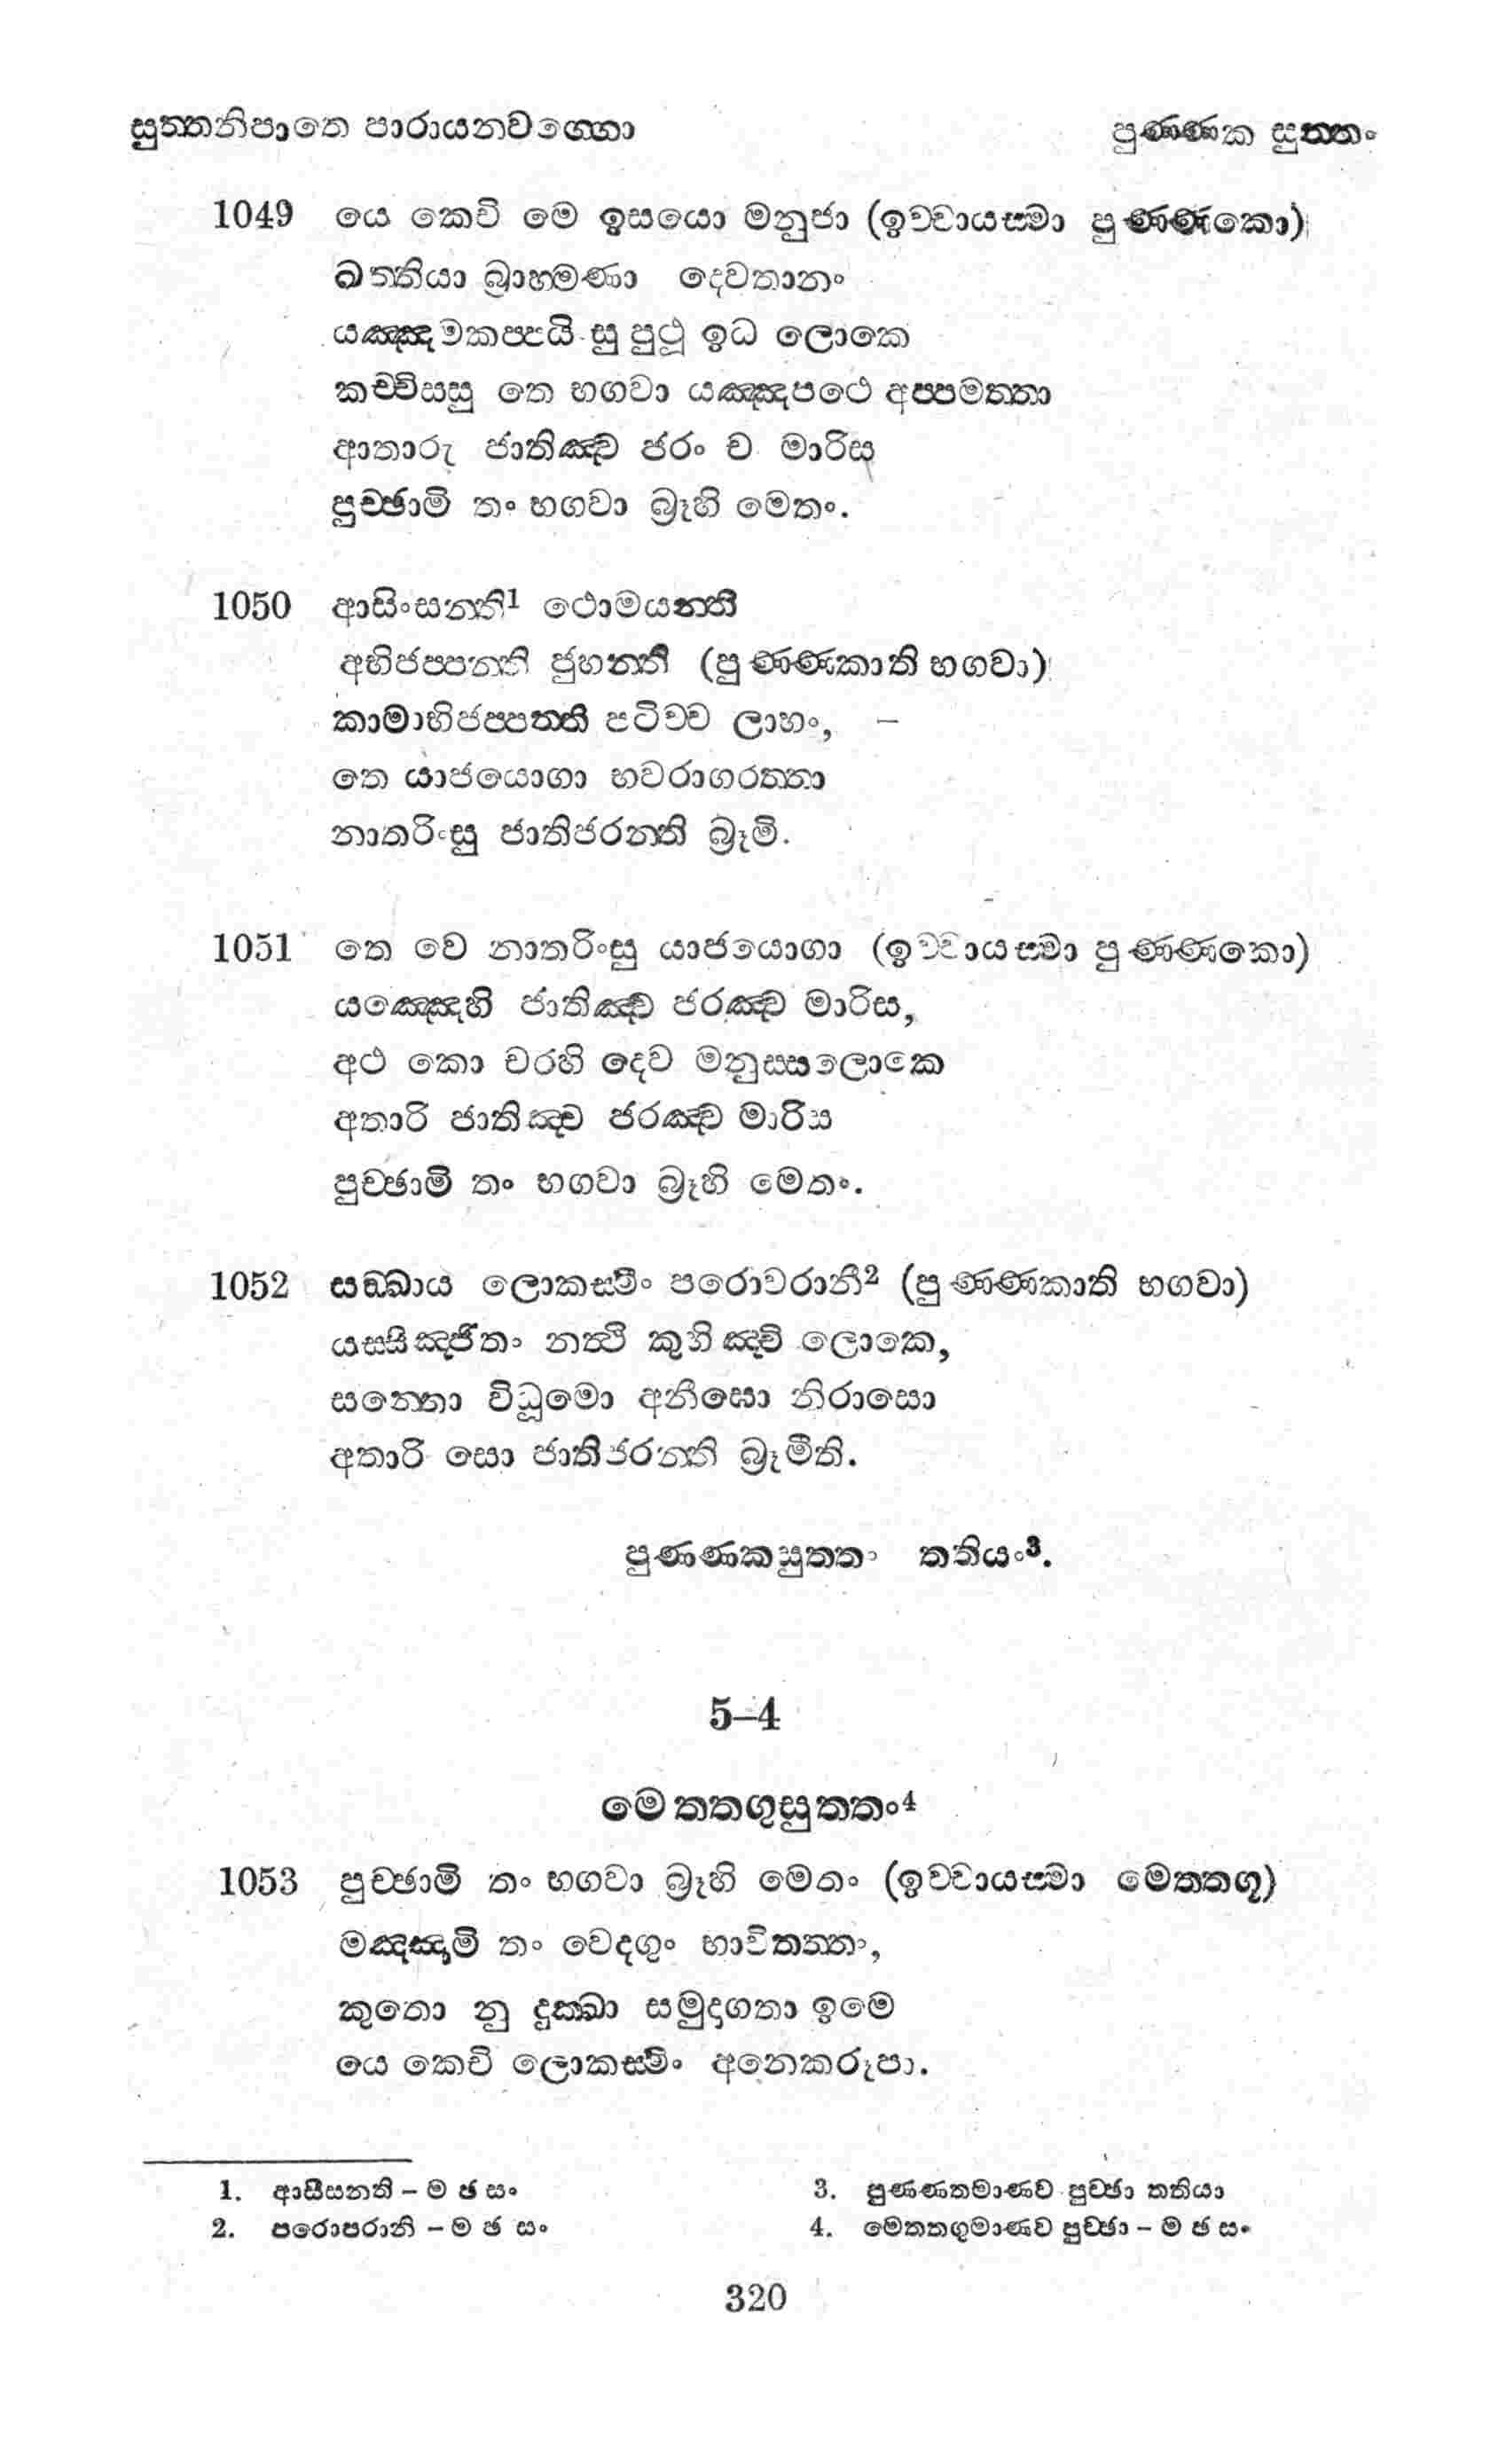 සුත්තනිපාතෙ පාරායනවග්ගො පුණ්ණක සුත්තං
1049 යෙ කෙචි මෙ ඉසයො මනුජා (ඉච්චායස්මා පුණ්ණකො)
ඛත්තියා බ්‍රාහ්මණා දෙවතානං
යඤ්ඤමකප්පයිංසු පුථූ ඉධ ලොකෙ
කච්චිස්සු තෙ භගවා යඤ්ඤපථෙ අප්පමත්තා
ආතාරු ජාතිඤ්ච ජරං ච මාරිස
පුච්ඡාමි තං භගවා බ්‍රූහි මෙතං.
1050 ආසිංසන්ති1 ථොමයන්ති
අභිජප්පන්ති ජුහන්ති (පුණ්ණකාති භගවා)
කාමාභිජප්පන්ති පටිච්ච ලාභං,
තෙ යාජයොගා භවරාගරත්තා
නාතරිංසු ජාතිජරන්ති බ්‍රූමි.
1051 තෙ වෙ නාතරිංසු යාජයොගා (ඉච්චායස්මා පුණ්ණකො)
යඤ්ඤෙහි ජාතිඤ්ච ජරඤ්ච මාරිස,
අථ කො චරහි දෙව මනුස්සලොකෙ
අතාරි ජාතිඤ්ච ජරඤ්ච මාරිස
පුච්ඡාමි තං භගවා බ්‍රූහි මෙතං.
1052 සඞ්ඛාය ලොකස්මිං පරොවරානි2 (පුණ්ණකාති භගවා)
යස්සිඤ්ජිතං නත්ථි කුහිඤ්චි ලොකෙ,
සන්තො විධූමො අනීඝො නිරාසො
අතාරි සො ජාතිජරන්ති බ්‍රූමීති.
පුණ්ණකසුත්තං තතියං3.
5–4
මෙත්තගුසුත්තං4
1053 පුච්ඡාමි තං භගවා බ්‍රූහි මෙතං (ඉච්චායස්මා මෙත්තගූ)
මඤ්ඤාමි තං වෙදගුං භාවිතත්තං,
කුතො නු දුක්ඛා සමුදාගතා ඉමෙ
යෙ කෙචි ලොකස්මිං අනෙකරූපා.
1. ආසීසන්ති – ම ඡ සං
2. පරොපරානි – ම ඡ සං
3. පුණ්ණතමාණව පුච්ඡා තතියා
4. මෙත්තගුමාණව පුච්ඡා – ම ඡ සං
320